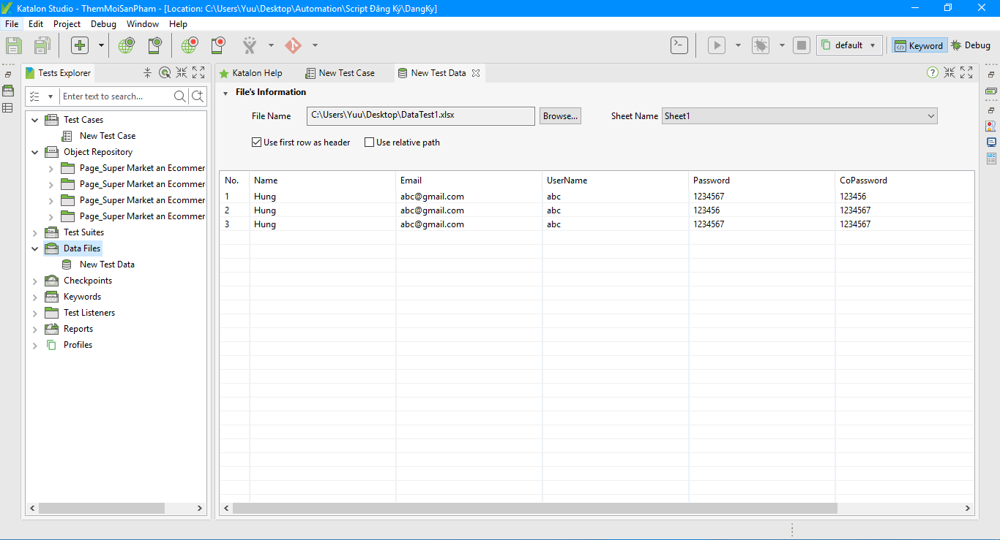 Katalon Studio - ThemMoiSanPham - [Location: C:\Users\Yuu\Desktop\Automation\Script Đăng Ký\DangKy]
File Edit Project Debug Window Help
default
Keyword
Debug
Tests Explorer
Enter text to search...
Test Cases
New Test Case
Object Repository
Page_Super Market an Ecommer
Page_Super Market an Ecommer
Page_Super Market an Ecommer
Page_Super Market an Ecommer
Test Suites
Data Files
New Test Data
Checkpoints
Keywords
Test Listeners
Reports
Profiles
Katalon Help New Test Case New Test Data
File's Information
File Name C:\Users\Yuu\Desktop\DataTest1.xlsx Browse... Sheet Name Sheet1
Use first row as header Use relative path
No. Name Email UserName Password CoPassword
1 Hung abc@gmail.com abc 1234567 123456
2 Hung abc@gmail.com abc 123456 1234567
3 Hung abc@gmail.com abc 1234567 1234567